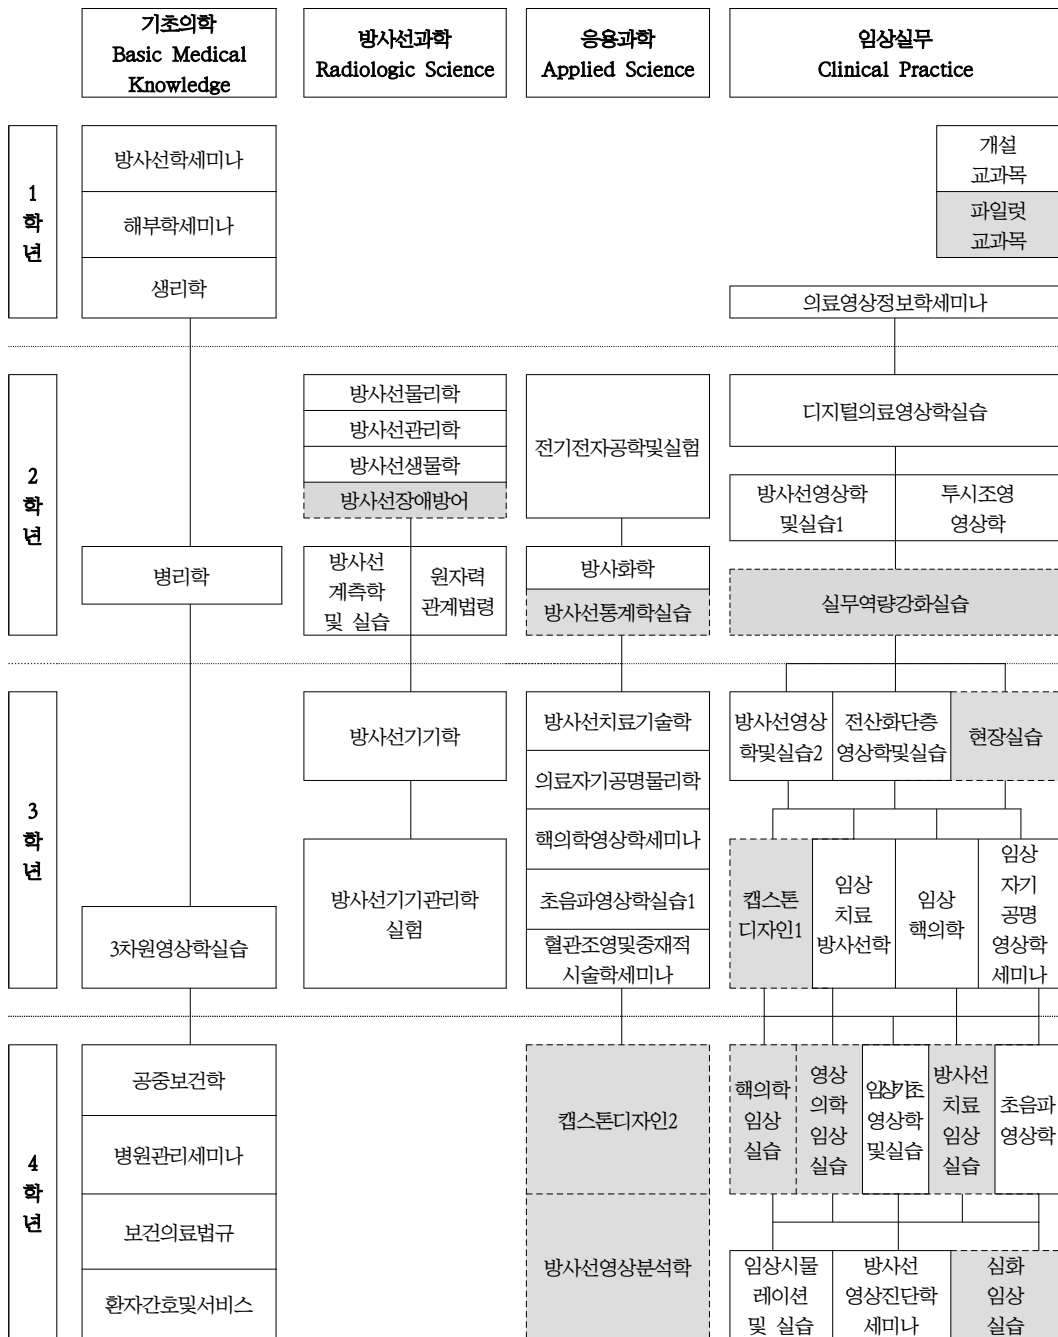 기초의학
Basic Medical
Knowledge
방사선과학
Radiologic Science
응용과학
Applied Science
임상실무
Clinical Practice
1
학
년
방사선학세미나
해부학세미나
생리학
개설
교과목
파일럿
교과목
의료영상정보학세미나
2
학
년
방사선물리학
방사선관리학
방사선생물학
방사선장애방어
전기전자공학및실험
디지털의료영상학실습
방사선영상학
및실습1
투시조영
영상학
병리학
방사선
계측학
및 실습
원자력
관계법령
방사화학
방사선통계학실습
실무역량강화실습
3
학
년
방사선기기학
방사선치료기술학
의료자기공명물리학
핵의학영상학세미나
초음파영상학실습1
혈관조영및중재적
시술학세미나
방사선영상
학및실습2
전산화단층
영상학및실습
현장실습
3차원영상학실습
방사선기기관리학
실험
캡스톤
디자인1
임상
치료
방사선학
임상
핵의학
임상
자기
공명
영상학
세미나
4
학
년
공중보건학
병원관리세미나
보건의료법규
환자간호및서비스
캡스톤디자인2
방사선영상분석학
핵의학
임상
실습
영상
의학
임상
실습
임상기초
영상학
및실습
방사선
치료
임상
실습
초음파
영상학
임상시물
레이션
및 실습
방사선
영상진단학
세미나
심화
임상
실습